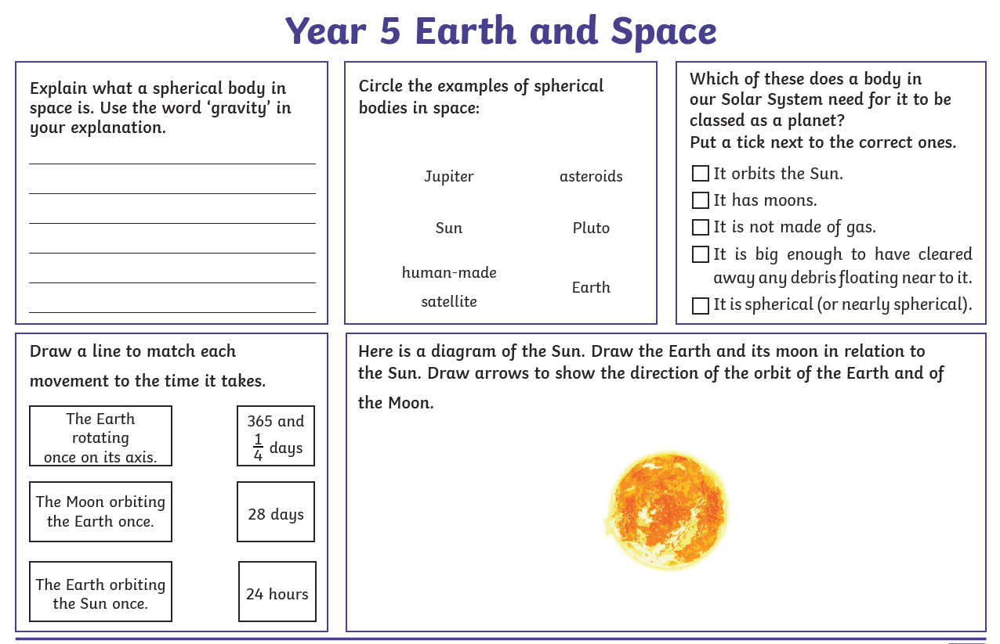 Year 5 Earth and Space
Explain what a spherical body in
space is. Use the word ‘gravity’ in
your explanation.
Circle the examples of spherical
bodies in space:
Jupiter
asteroids
Sun
Pluto
human-made
satellite
Earth
Which of these does a body in
our Solar System need for it to be
classed as a planet?
Put a tick next to the correct ones.
It orbits the Sun.
It has moons.
It is not made of gas.
It is big enough to have cleared
away any debris floating near to it.
It is spherical (or nearly spherical).
Draw a line to match each
movement to the time it takes.
The Earth
rotating
once on its axis.
365 and
1/4 days
The Moon orbiting
the Earth once.
28 days
The Earth orbiting
the Sun once.
24 hours
Here is a diagram of the Sun. Draw the Earth and its moon in relation to
the Sun. Draw arrows to show the direction of the orbit of the Earth and of
the Moon.